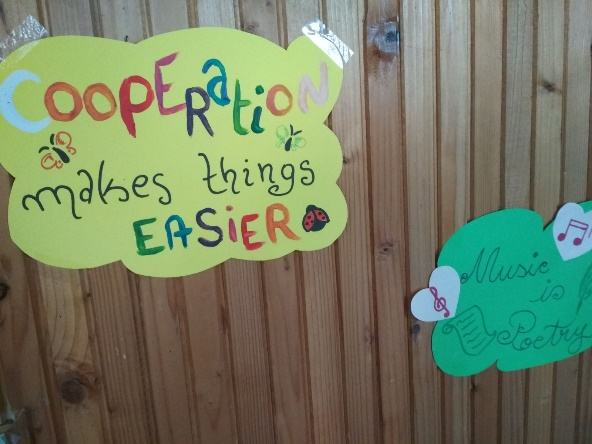 COOPERatiON
makes things
EASiER
Music
is
Poetry